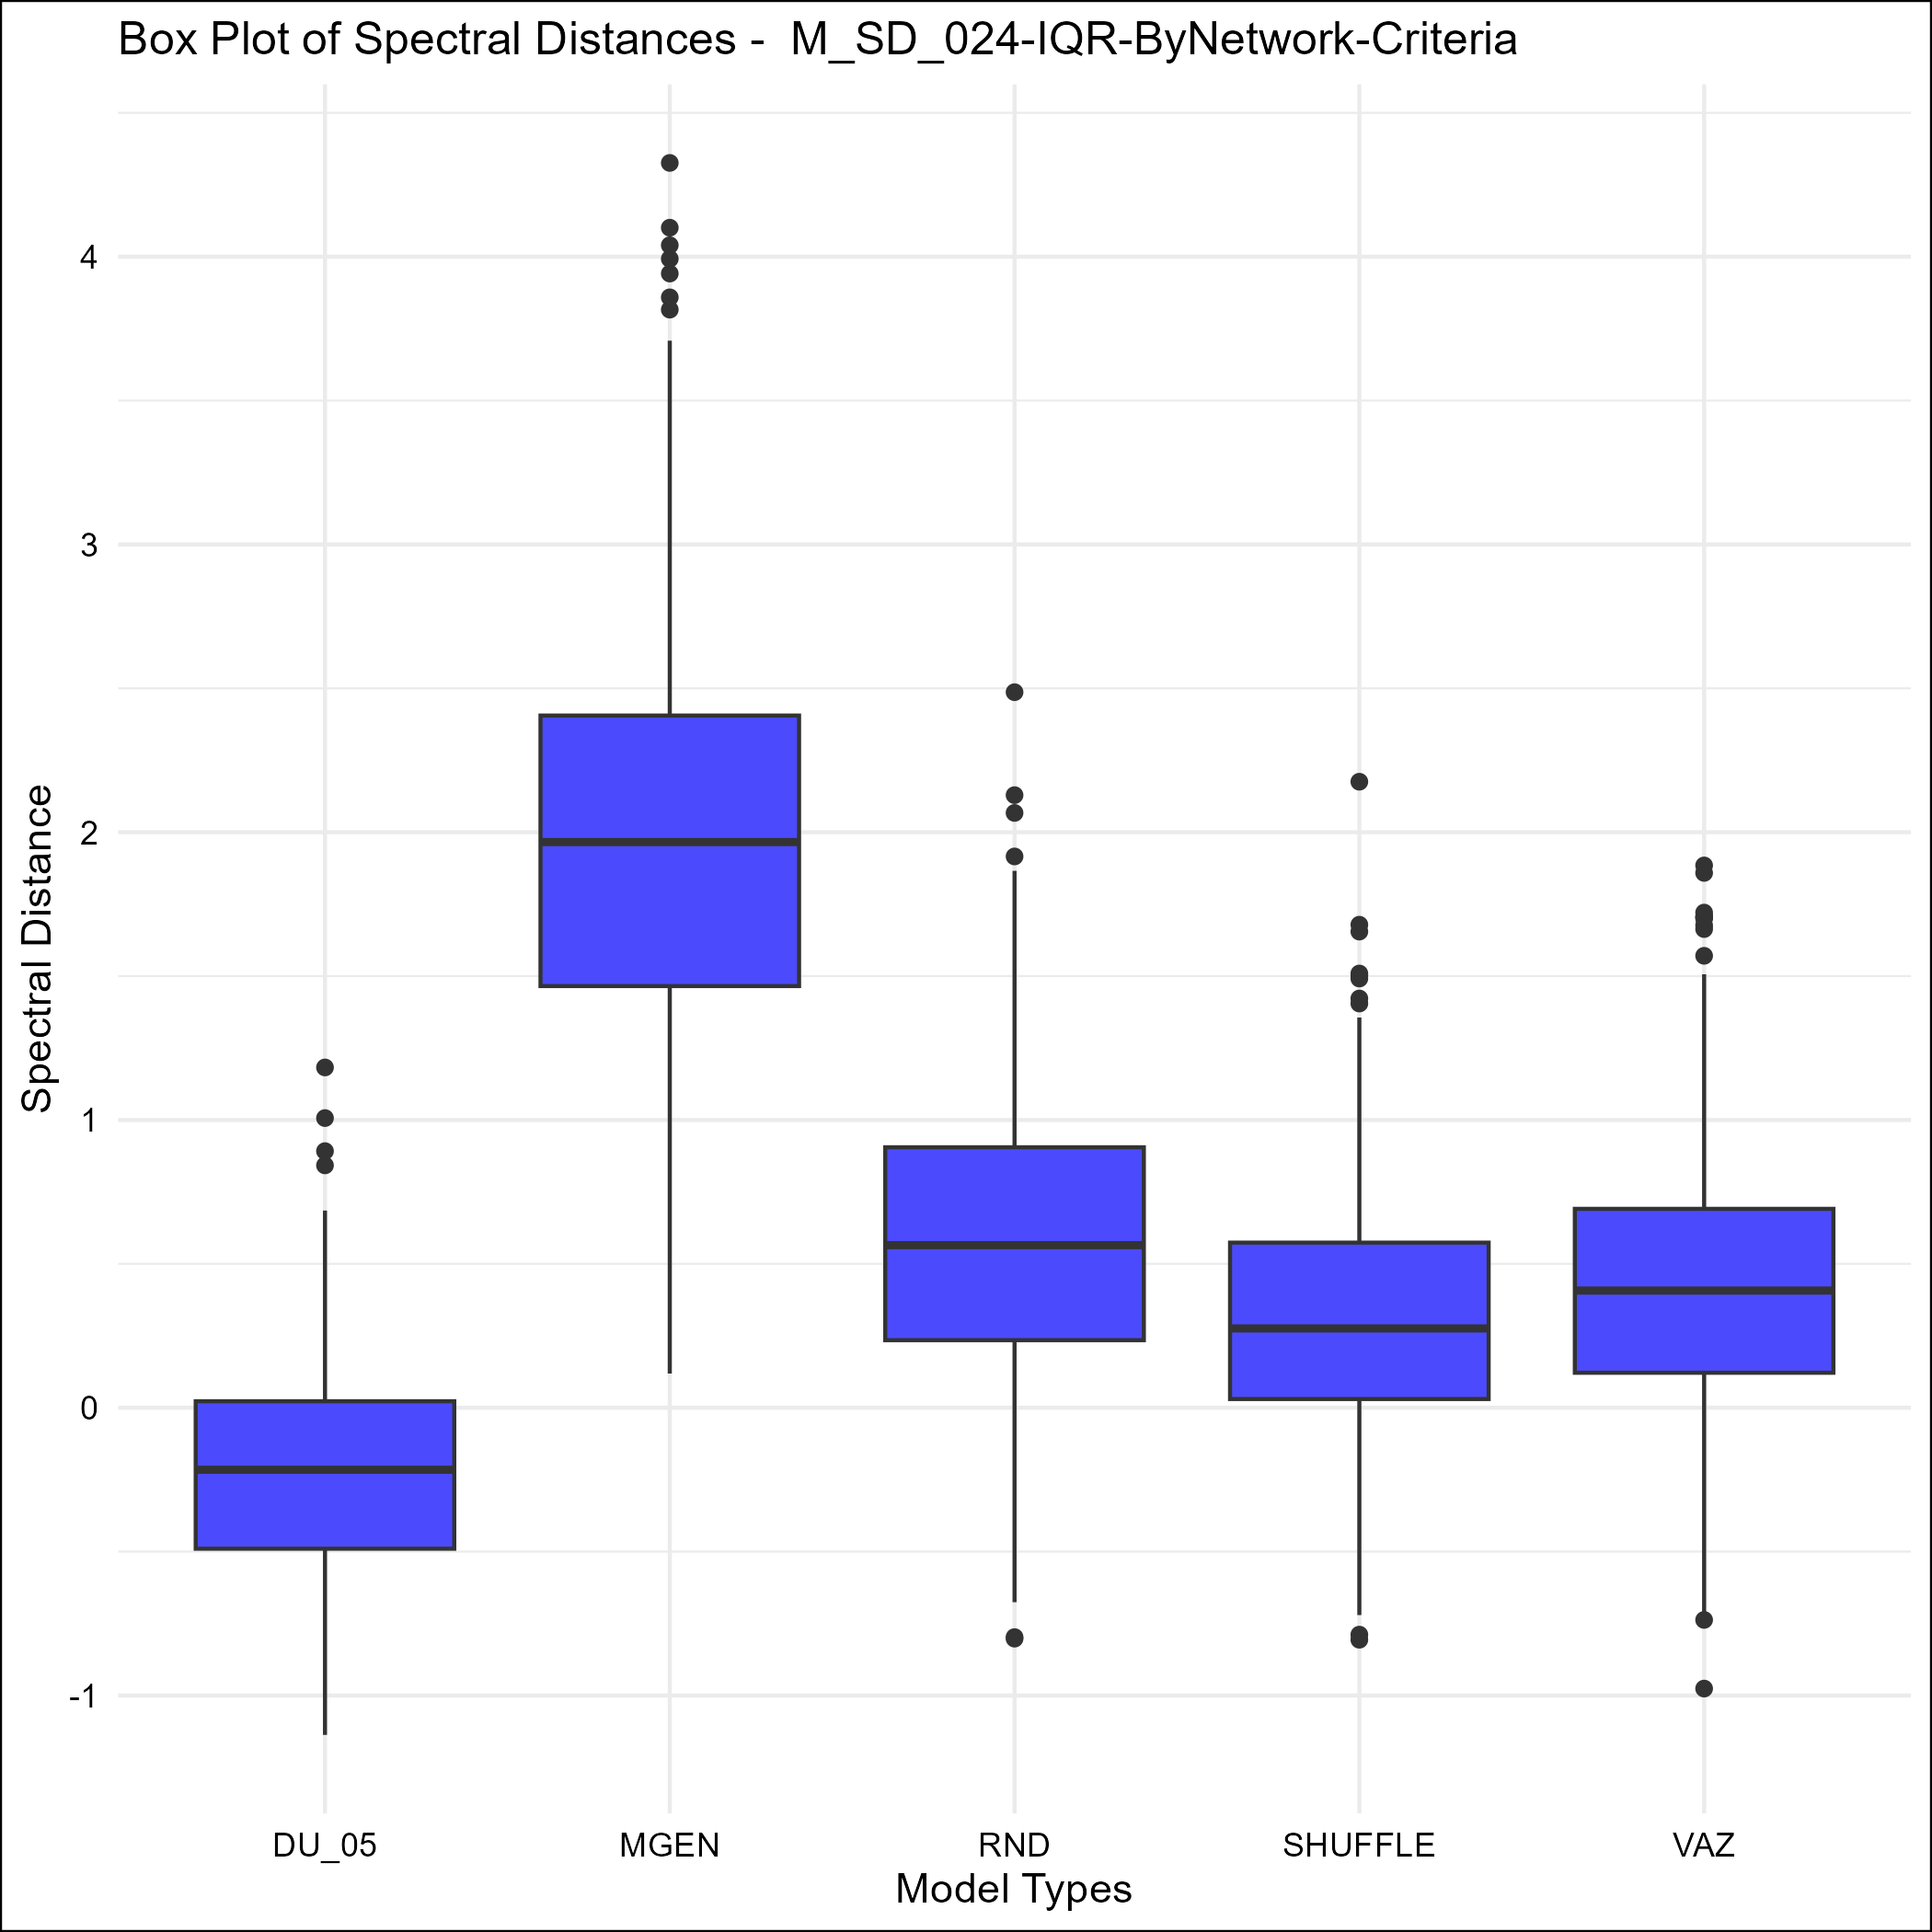 Box Plot of Spectral Distances -  M_SD_024-IQR-ByNetwork-Criteria
4
3
2
1
0
-1
Spectral Distance
DU_05 MGEN RND SHUFFLE VAZ
Model Types